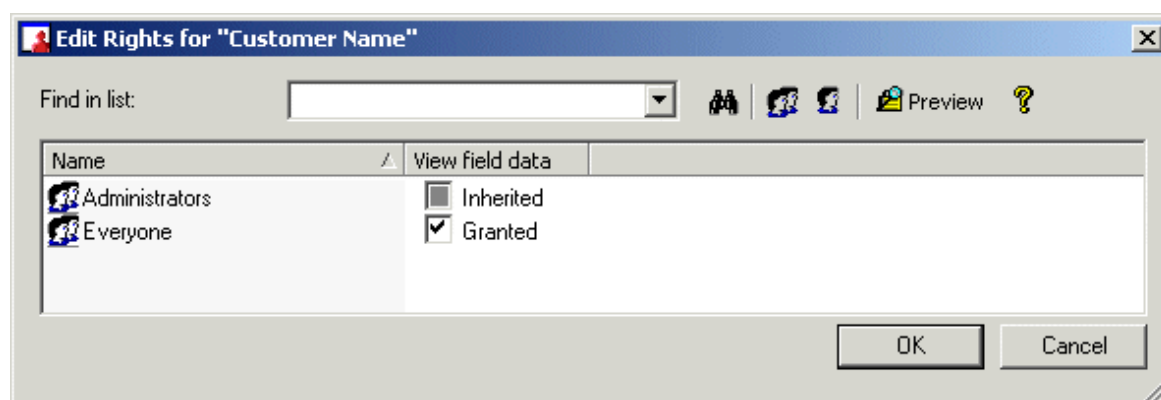 Edit Rights for "Customer Name"
Find in list: Preview
Name View field data
Administrators Inherited
Everyone Granted
OK Cancel